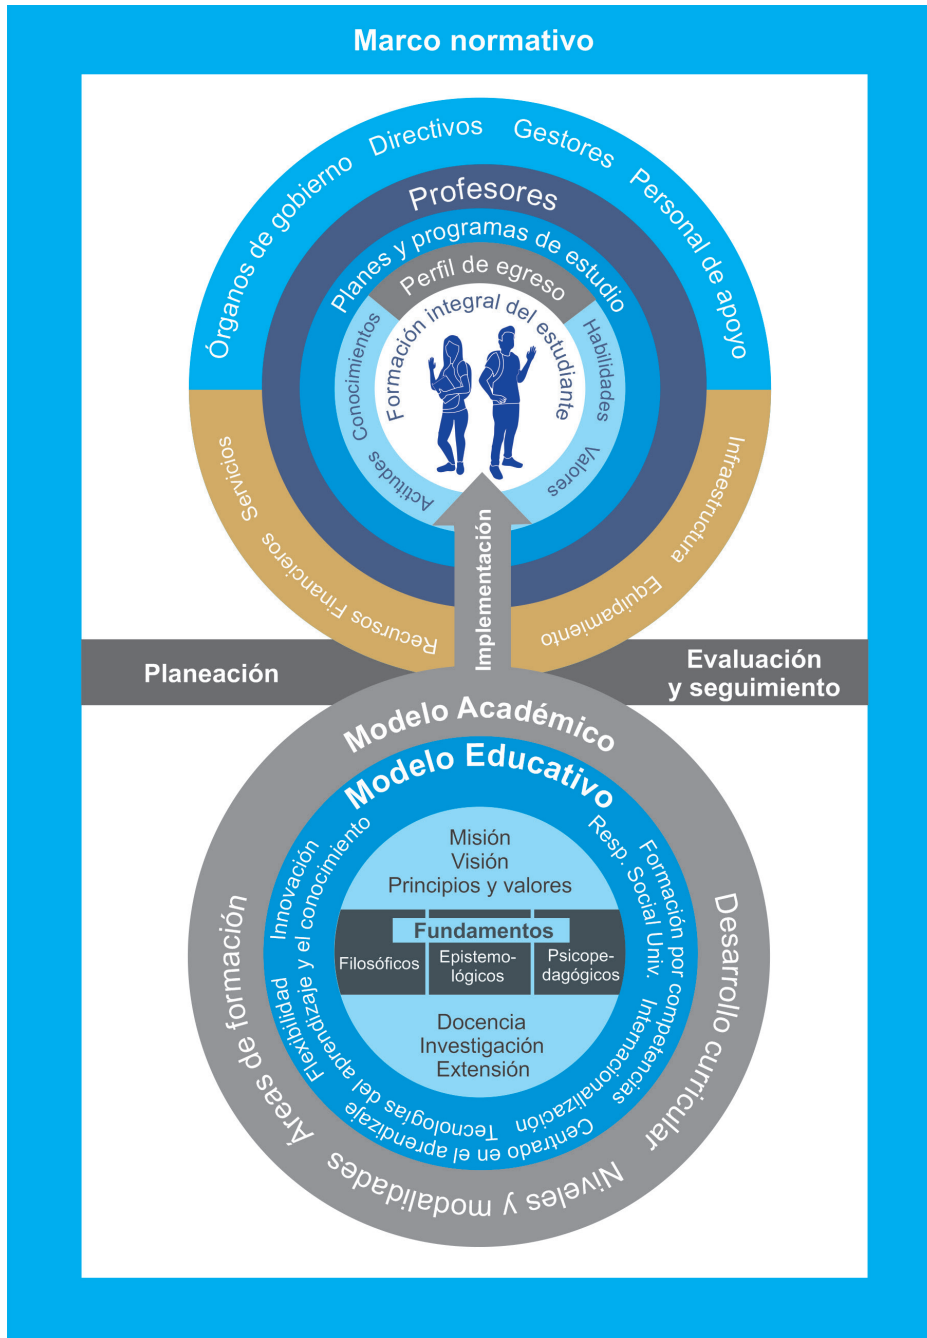 Marco normativo
Órganos de gobierno
Directivos
Gestores
Personal de apoyo
Profesores
Planes y programas de estudio
Perfil de egreso
Formación integral del estudiante
Conocimientos
Habilidades
Actitudes
Valores
Servicios
Recursos Financieros
Infraestructura
Equipamiento
Implementación
Planeación
Evaluación
y seguimiento
Modelo Académico
Modelo Educativo
Innovación
Flexibilidad
Tecnologías del aprendizaje y el conocimiento
Centrado en el aprendizaje
Formación por competencias
Resp. Social Univ.
Internacionalización
Misión
Visión
Principios y valores
Fundamentos
Filosóficos
Epistemo-
lógicos
Psicope-
dagógicos
Docencia
Investigación
Extensión
Áreas de formación
Niveles y modalidades
Desarrollo curricular